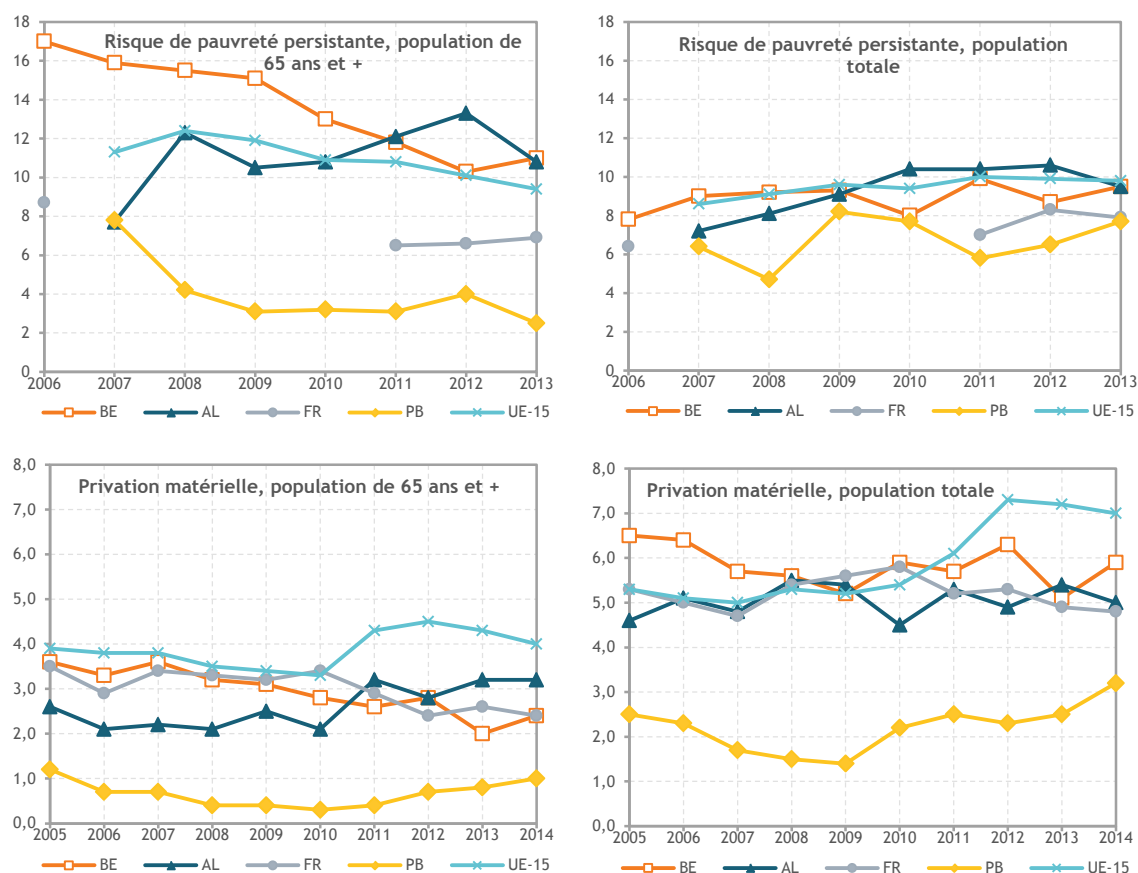 Risque de pauvreté persistante, population de
65 ans et +
18
16
14
12
10
8
6
4
2
0
2006 2007 2008 2009 2010 2011 2012 2013
BE AL FR PB UE-15
Risque de pauvreté persistante, population
totale
18
16
14
12
10
8
6
4
2
0
2006 2007 2008 2009 2010 2011 2012 2013
BE AL FR PB UE-15
Privation matérielle, population de 65 ans et +
8,0
7,0
6,0
5,0
4,0
3,0
2,0
1,0
0,0
2005 2006 2007 2008 2009 2010 2011 2012 2013 2014
BE AL FR PB UE-15
Privation matérielle, population totale
8,0
7,0
6,0
5,0
4,0
3,0
2,0
1,0
0,0
2005 2006 2007 2008 2009 2010 2011 2012 2013 2014
BE AL FR PB UE-15